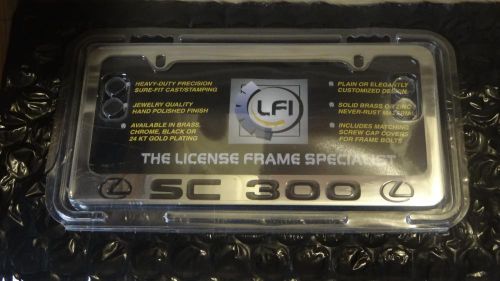 HEAVY-DUTY PRECISION
SURE-FIT CAST/STAMPING
JEWELRY QUALITY
HAND POLISHED FINISH
AVAILABLE IN BRASS,
CHROME, BLACK OR
24 KT GOLD PLATING
LFI
PLAIN OR ELEGANTLY
CUSTOMIZED DESIGN
SOLID BRASS OR ZINC
NEVER-RUST MATERIAL
INCLUDES MATCHING
SCREW CAP COVERS
FOR FRAME BOLTS
THE LICENSE FRAME SPECIALIST
SC 300